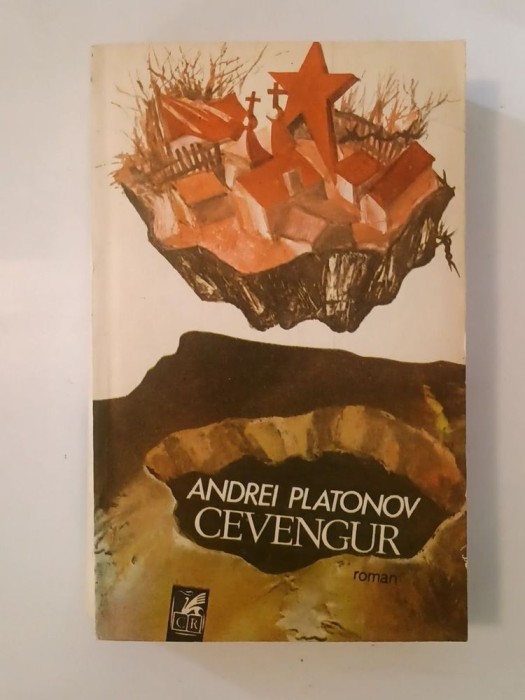 ANDREI PLATONOV
CEVENGUR
roman
CR